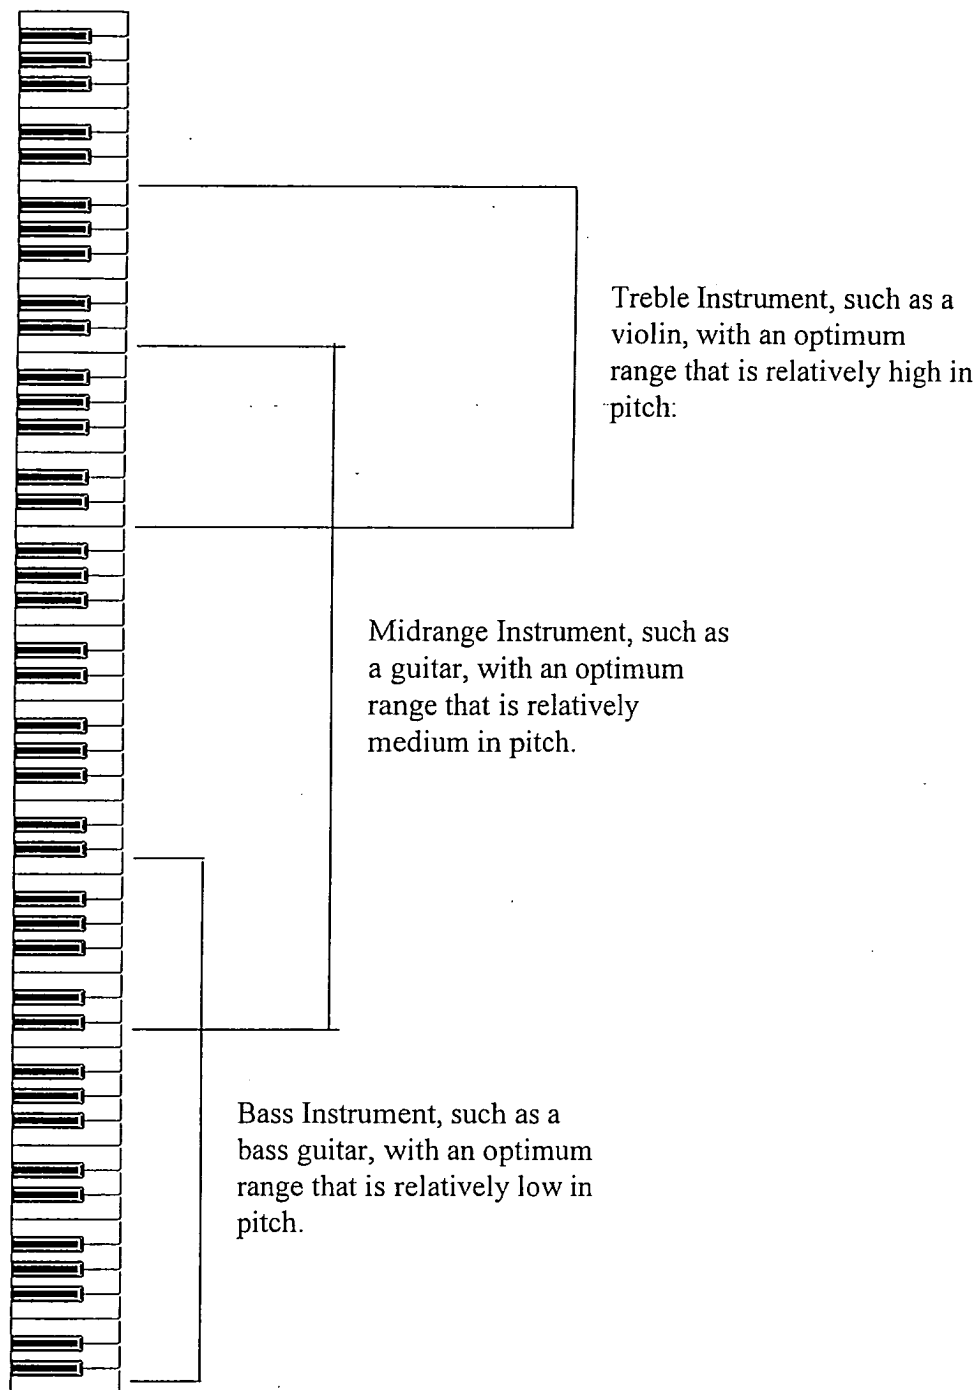 Treble Instrument, such as a
violin, with an optimum
range that is relatively high in
pitch:
Midrange Instrument, such as
a guitar, with an optimum
range that is relatively
medium in pitch.
Bass Instrument, such as a
bass guitar, with an optimum
range that is relatively low in
pitch.